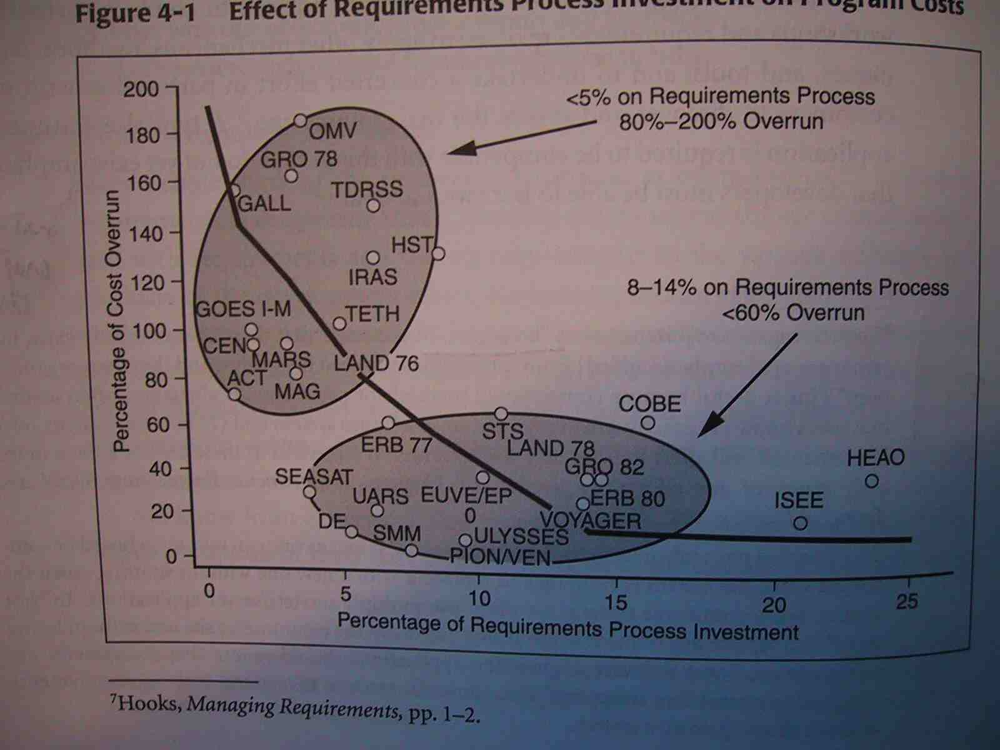 Figure 4-1 Effect of Requirements Process Investment on Program Costs
200
180
160
140
120
100
80
60
40
20
0
Percentage of Cost Overrun
<5% on Requirements Process
80%–200% Overrun
OMV
GRO 78
TDRSS
GALL
HST
IRAS
GOES I-M
TETH
CEN
MARS
LAND 76
ACT
MAG
8–14% on Requirements Process
<60% Overrun
COBE
STS
ERB 77
LAND 78
HEAO
GRO 82
SEASAT
UARS
EUVE/EP
ERB 80
ISEE
0
DE
VOYAGER
SMM
ULYSSES
PION/VEN
0
5
10
15
20
25
Percentage of Requirements Process Investment
7Hooks, Managing Requirements, pp. 1–2.